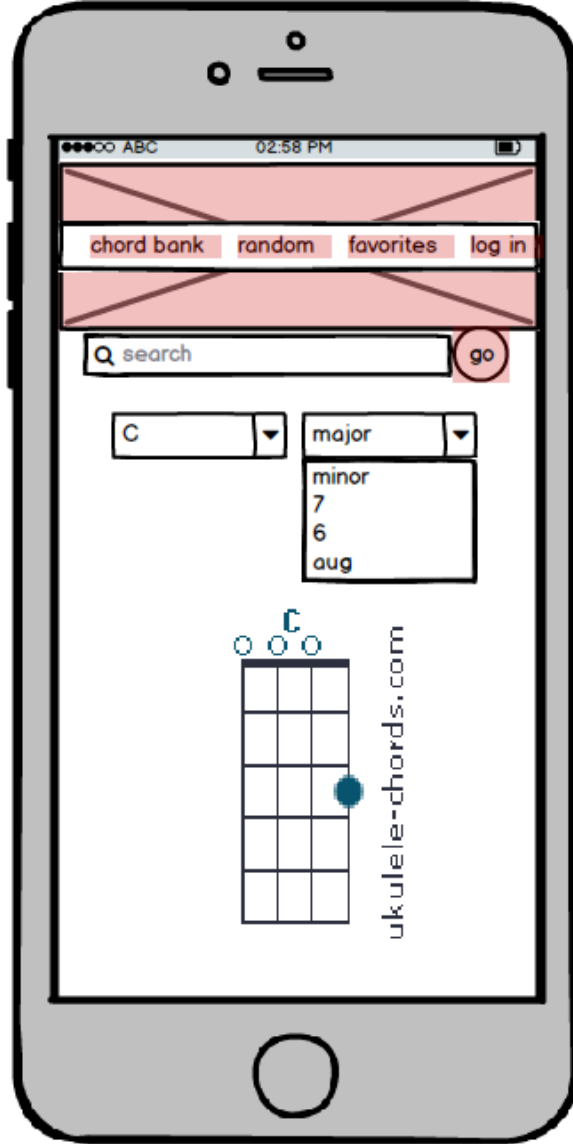 ABC 02:58 PM
chord bank random favorites log in
search go
C major
minor
7
6
aug
C
ukulele-chords.com